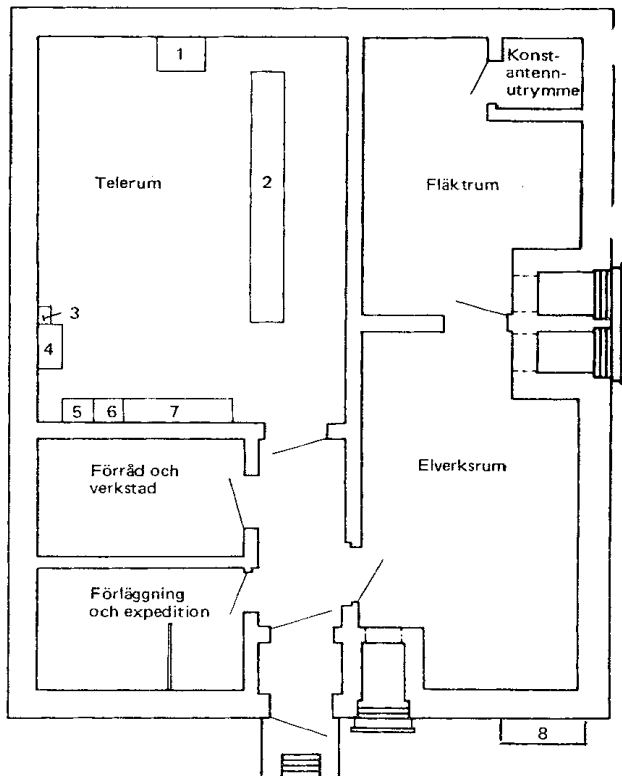 1
Konst-
antenn-
utrymme
Telerum
2
Fläktrum
3
4
5
6
7
Förråd och
verkstad
Elverksrum
Förläggning
och expedition
8